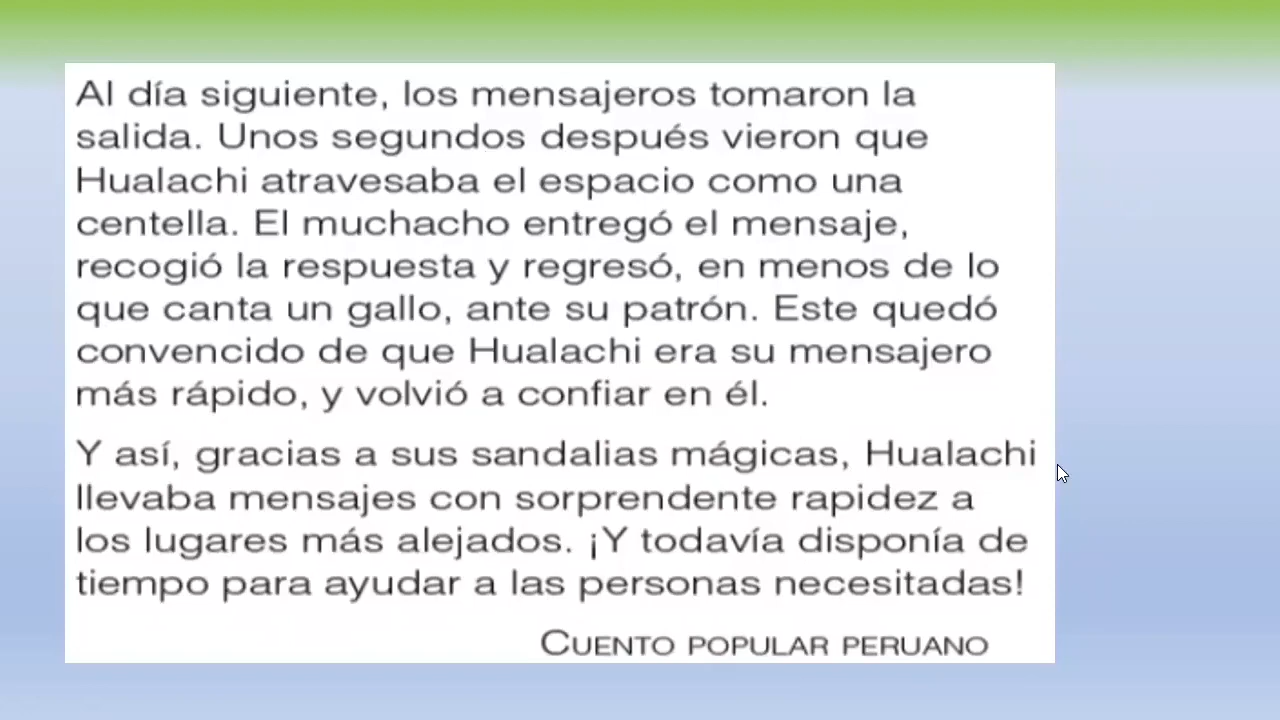 Al día siguiente, los mensajeros tomaron la
salida. Unos segundos después vieron que
Hualachi atravesaba el espacio como una
centella. El muchacho entregó el mensaje,
recogió la respuesta y regresó, en menos de lo
que canta un gallo, ante su patrón. Este quedó
convencido de que Hualachi era su mensajero
más rápido, y volvió a confiar en él.
Y así, gracias a sus sandalias mágicas, Hualachi
llevaba mensajes con sorprendente rapidez a
los lugares más alejados. ¡Y todavía disponía de
tiempo para ayudar a las personas necesitadas!
CUENTO POPULAR PERUANO